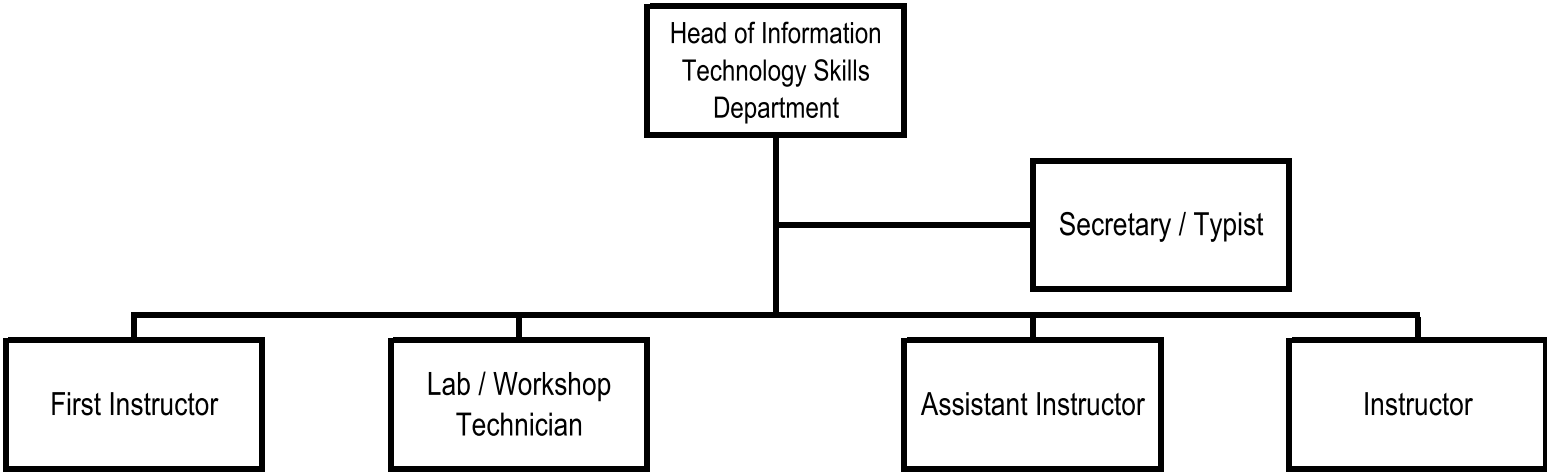 Head of Information
Technology Skills
Department
Secretary / Typist
First Instructor
Lab / Workshop
Technician
Assistant Instructor
Instructor